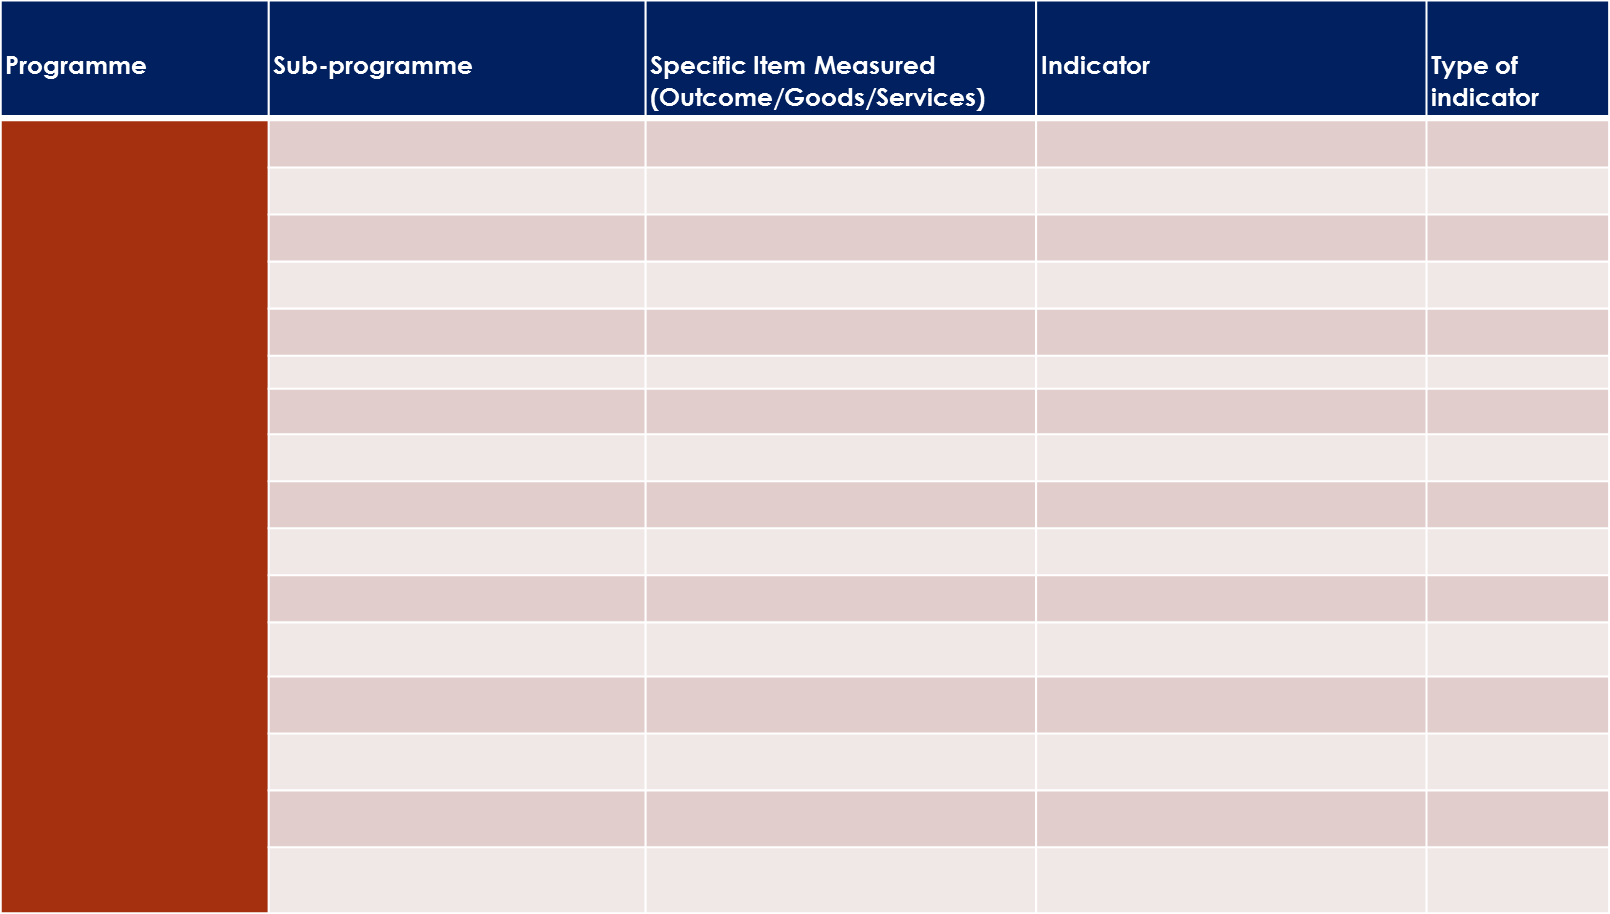 Programme
Sub-programme
Specific Item Measured
(Outcome/Goods/Services)
Indicator
Type of
indicator